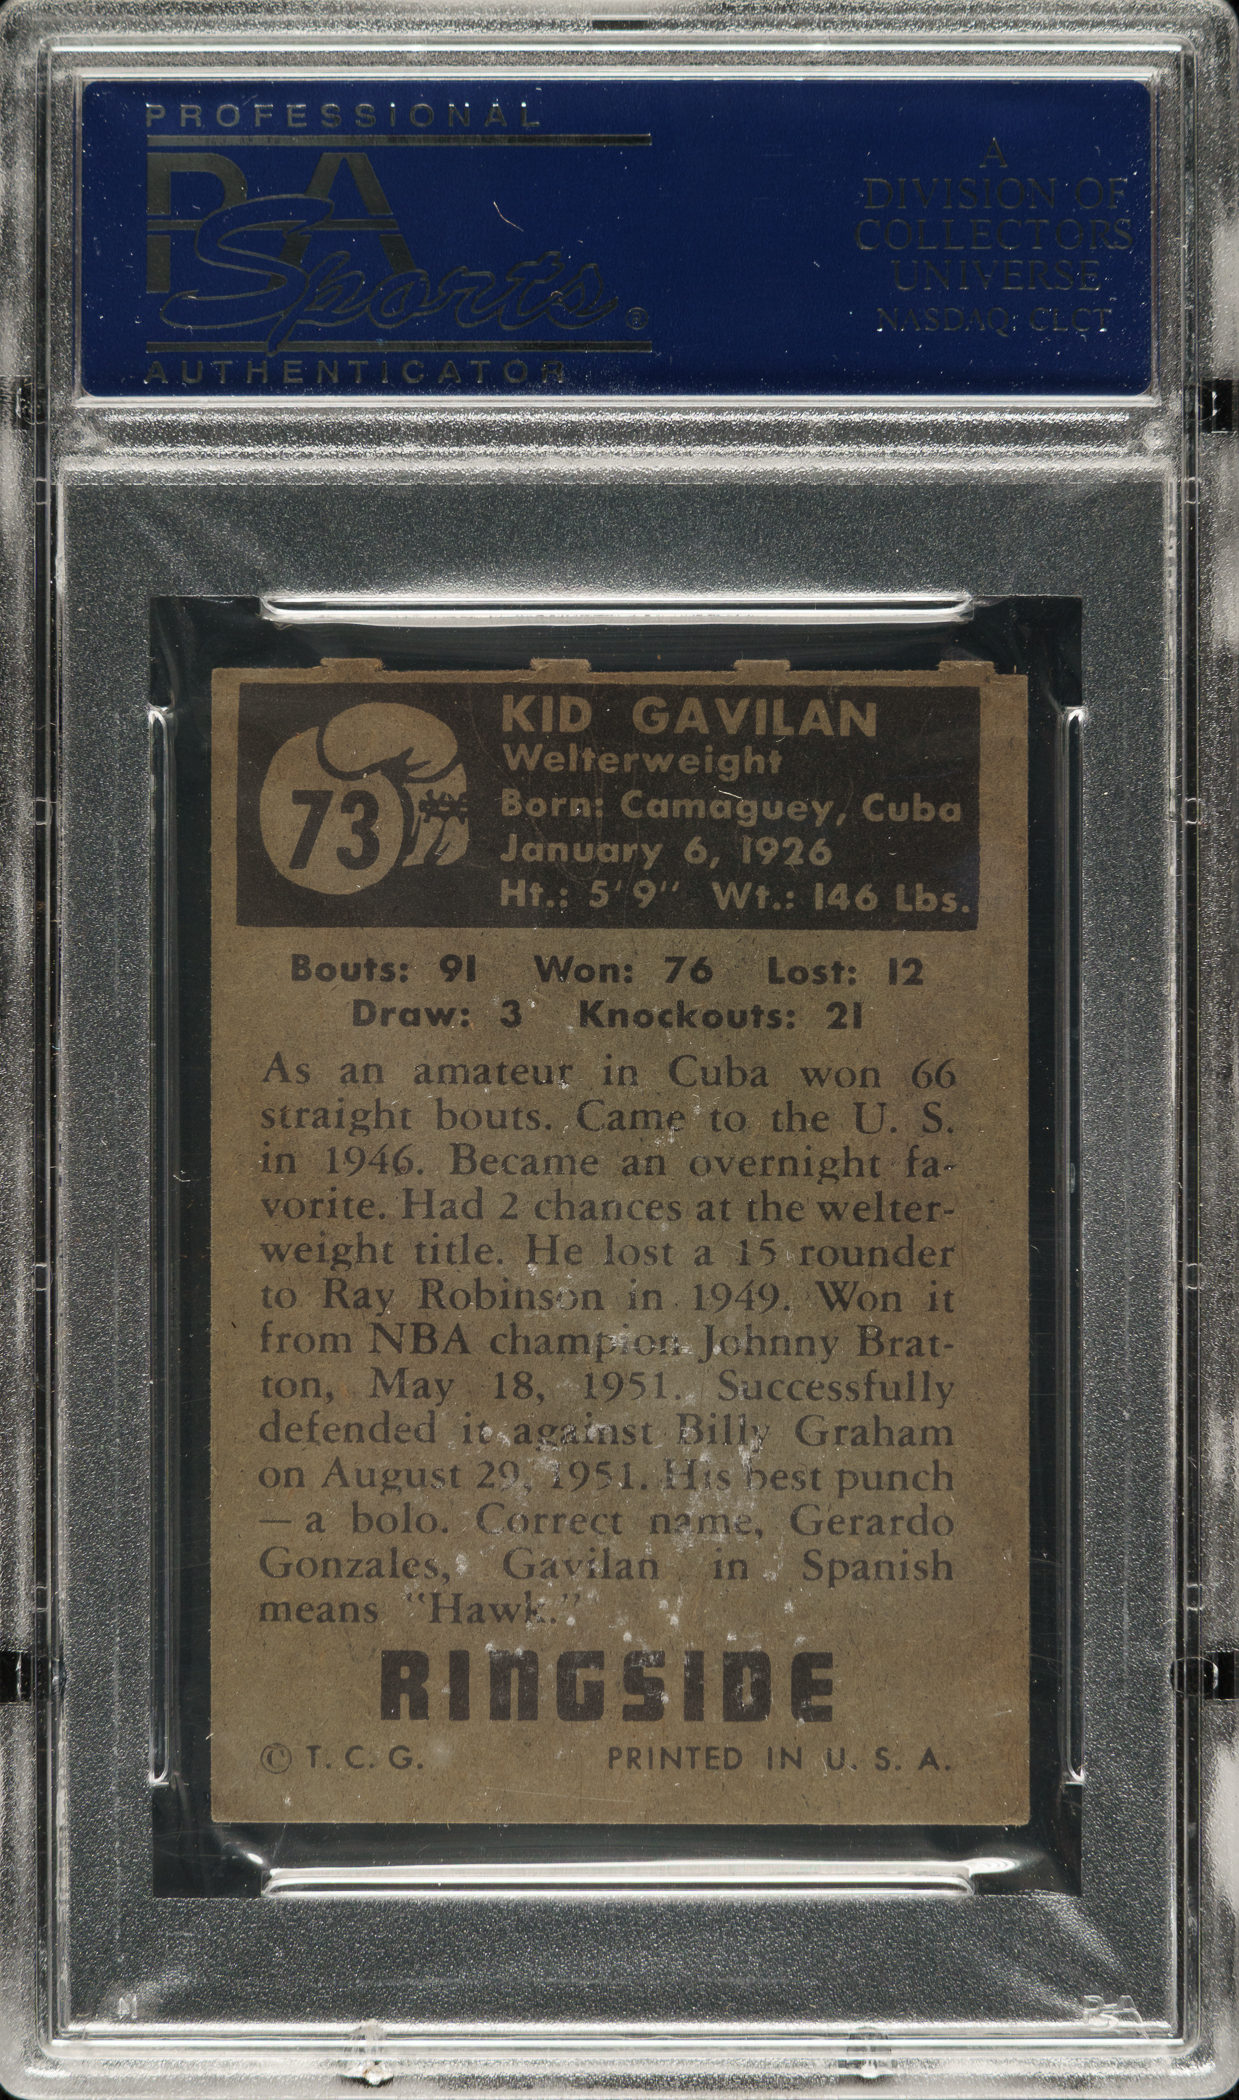 PROFESSIONAL
PSA
Sports®
AUTHENTICATOR
A
DIVISION OF
COLLECTORS
UNIVERSE
NASDAQ: CLCT
73
KID GAVILAN
Welterweight
Born: Camaguey, Cuba
January 6, 1926
Ht.: 5'9" Wt.: 146 Lbs.
Bouts: 91 Won: 76 Lost: 12
Draw: 3 Knockouts: 21
As an amateur in Cuba won 66
straight bouts. Came to the U. S.
in 1946. Became an overnight fa-
vorite. Had 2 chances at the welter-
weight title. He lost a 15 rounder
to Ray Robinson in 1949. Won it
from NBA champion Johnny Brat-
ton, May 18, 1951. Successfully
defended it against Billy Graham
on August 29, 1951. His best punch
— a bolo. Correct name, Gerardo
Gonzales, Gavilan in Spanish
means "Hawk."
RINGSIDE
© T. C. G. PRINTED IN U. S. A.
PSA